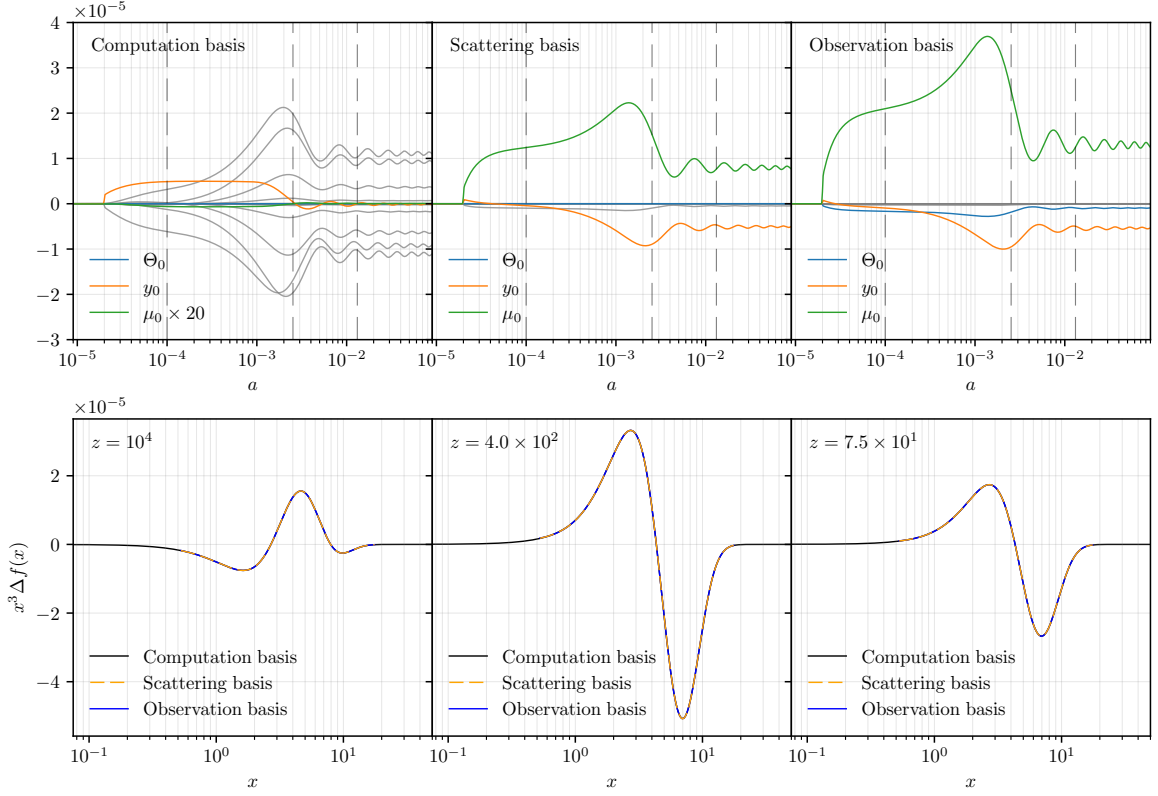 ×10⁻⁵
4
3
2
1
0
−1
−2
−3
Computation basis
Θ₀
y₀
μ₀ × 20
10⁻⁵
10⁻⁴
10⁻³
10⁻²
a
Scattering basis
Θ₀
y₀
μ₀
10⁻⁵
10⁻⁴
10⁻³
10⁻²
a
Observation basis
Θ₀
y₀
μ₀
10⁻⁵
10⁻⁴
10⁻³
10⁻²
a
×10⁻⁵
x³Δf(x)
2
0
−2
−4
z = 10⁴
Computation basis
Scattering basis
Observation basis
10⁻¹
10⁰
10¹
x
z = 4.0 × 10²
Computation basis
Scattering basis
Observation basis
10⁻¹
10⁰
10¹
x
z = 7.5 × 10¹
Computation basis
Scattering basis
Observation basis
10⁻¹
10⁰
10¹
x